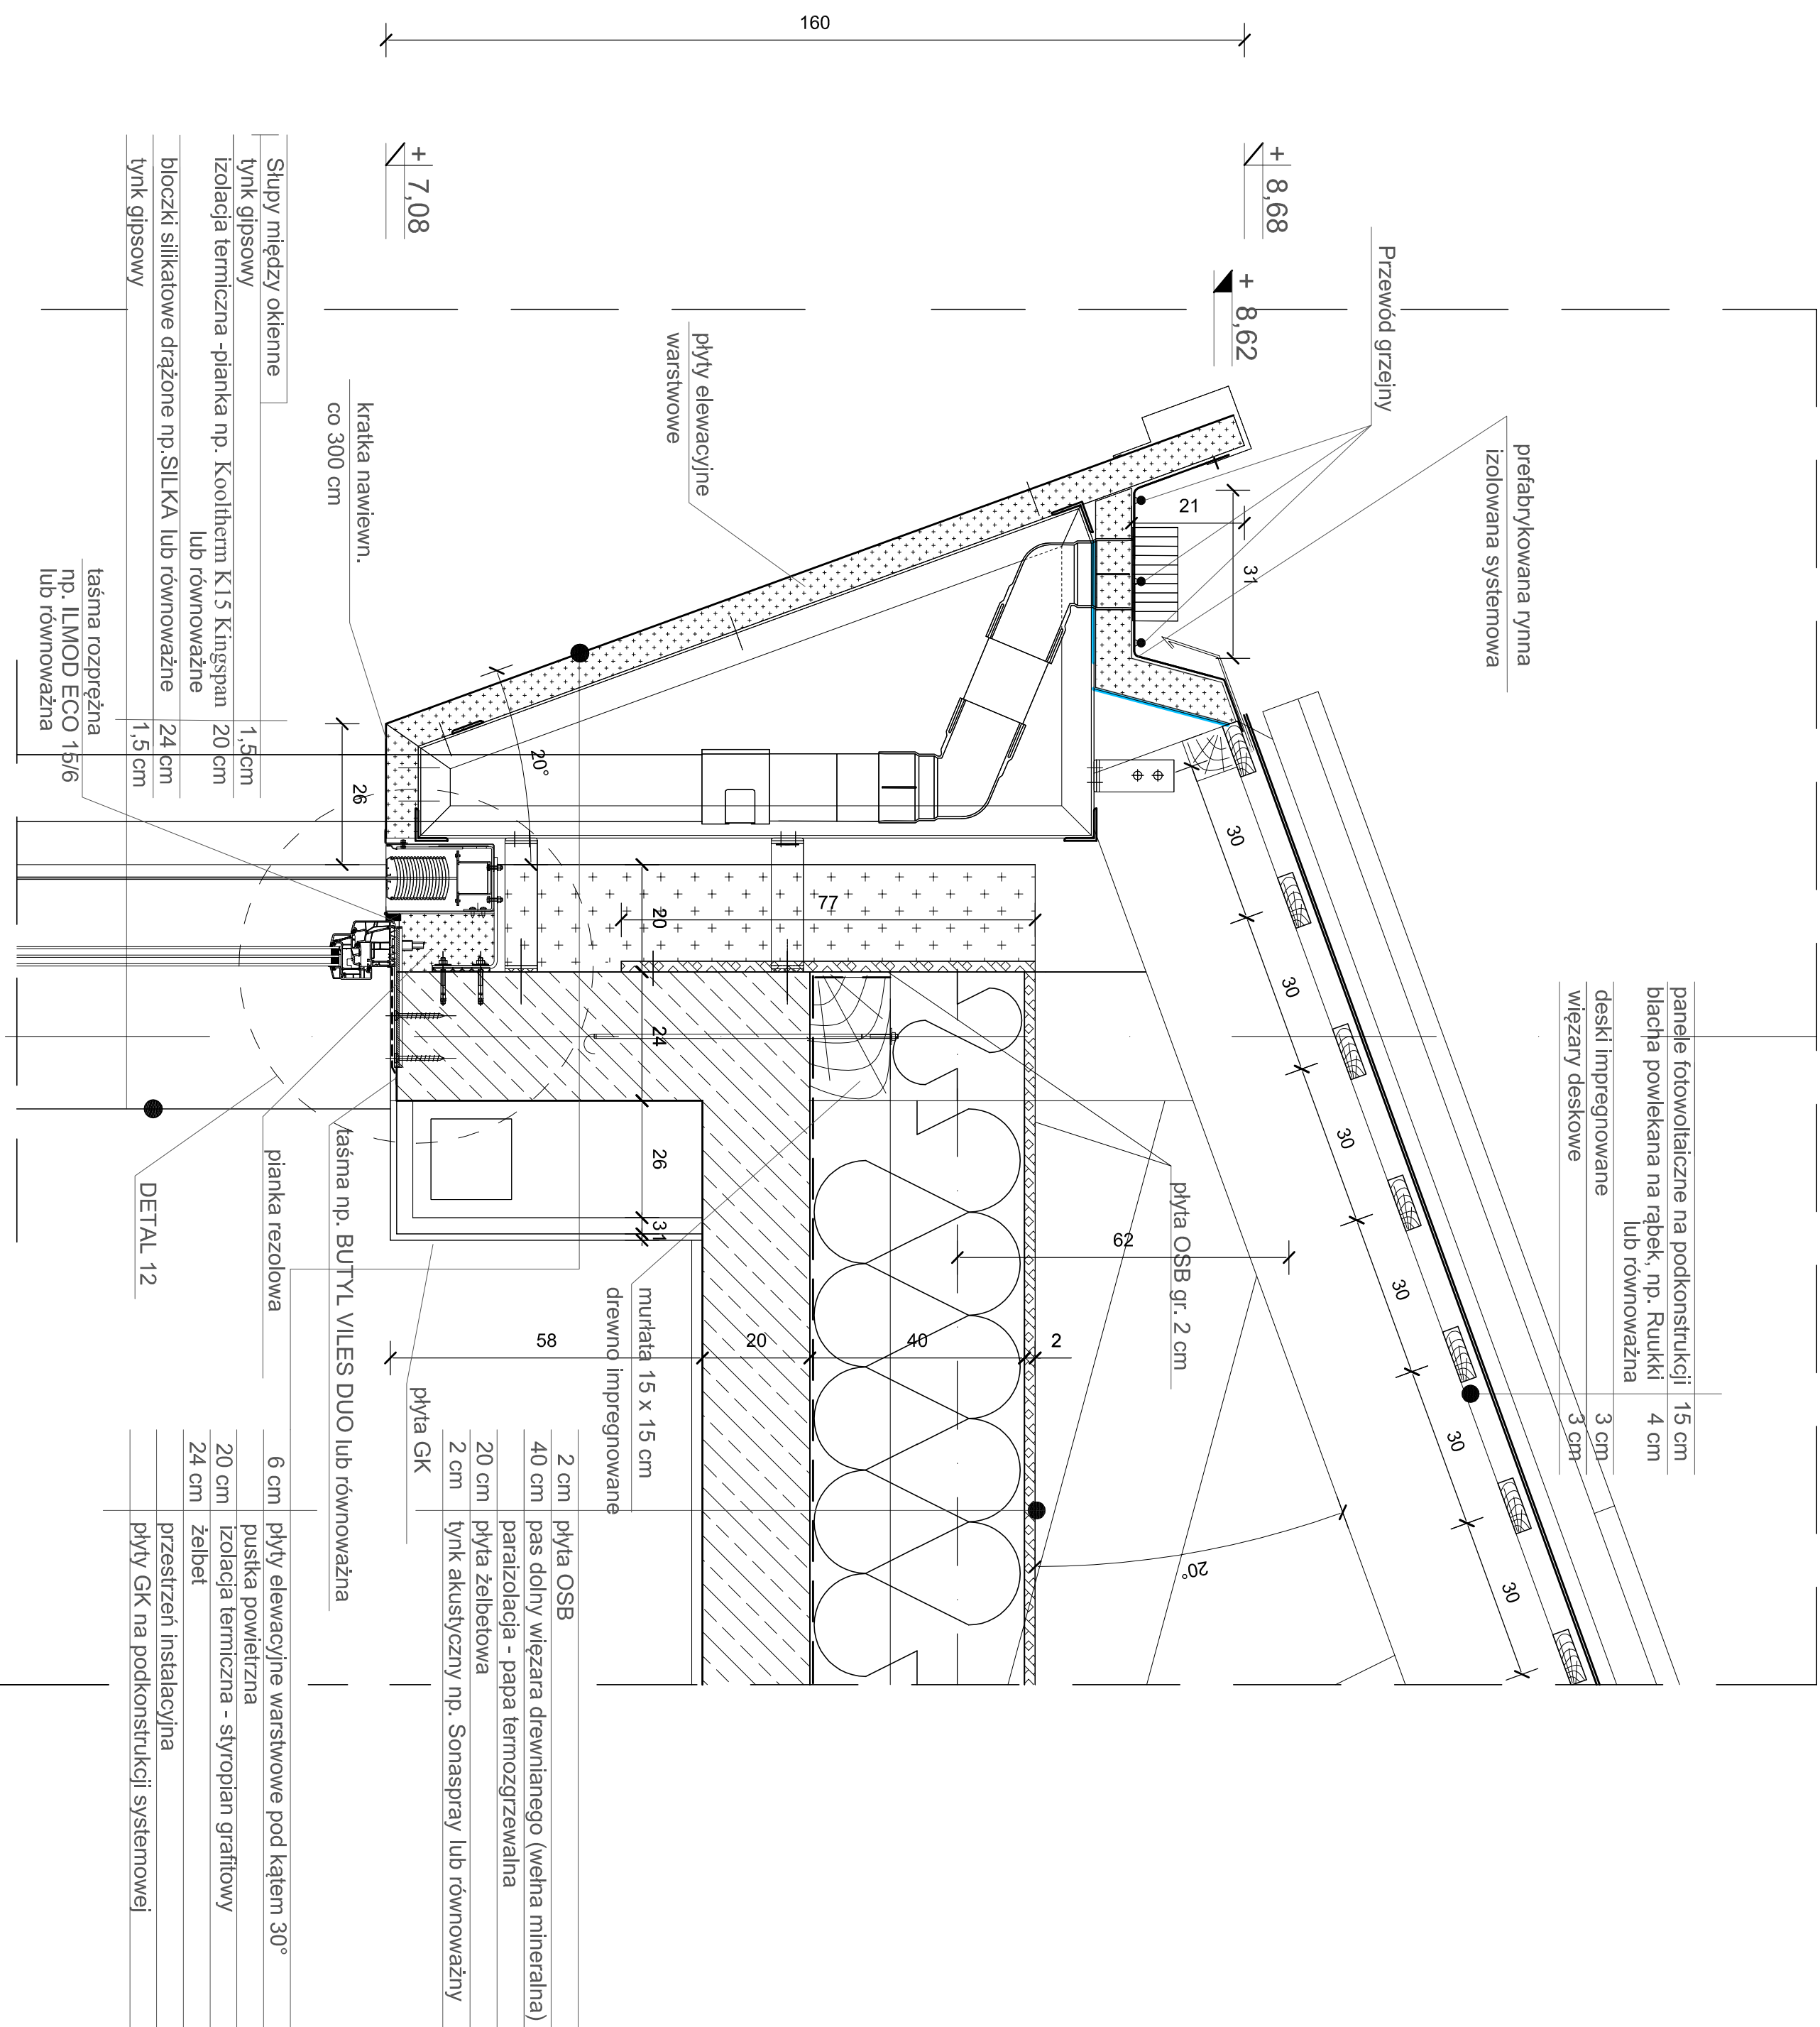 160
+ 8,68
+ 7,08
+ 8,62
Przewód grzejny
prefabrykowana rynna
izolowana systemowa
płyty elewacyjne
warstwowe
kratka nawiewn.
co 300 cm
Słupy między okienne
tynk gipsowy 1,5cm
izolacja termiczna -pianka np. Kooltherm K15 Kingspan 20 cm
lub równoważne
bloczki silikatowe drążone np.SILKA lub równoważne 24 cm
tynk gipsowy 1,5 cm
taśma rozprężna
np. ILMOD ECO 15/6
lub równoważna
21
31
20°
26
30
30
30
30
30
30
77
20
24
26
3
1
62
58
20
40
2
20°
panele fotowoltaiczne na podkonstrukcji 15 cm
blacha powlekana na rąbek, np. Ruukki 4 cm
lub równoważna
deski impregnowane 3 cm
więzary deskowe 3 cm
płyta OSB gr. 2 cm
murłata 15 x 15 cm
drewno impregnowane
płyta GK
taśma np. BUTYL VILES DUO lub równoważna
pianka rezolowa
DETAL 12
2 cm płyta OSB
40 cm pas dolny więzara drewnianego (wełna mineralna)
paraizolacja - papa termozgrzewalna
20 cm płyta żelbetowa
2 cm tynk akustyczny np. Sonaspray lub równoważny
6 cm płyty elewacyjne warstwowe pod kątem 30°
pustka powietrzna
20 cm izolacja termiczna - styropian grafitowy
24 cm żelbet
przestrzeń instalacyjna
płyty GK na podkonstrukcji systemowej